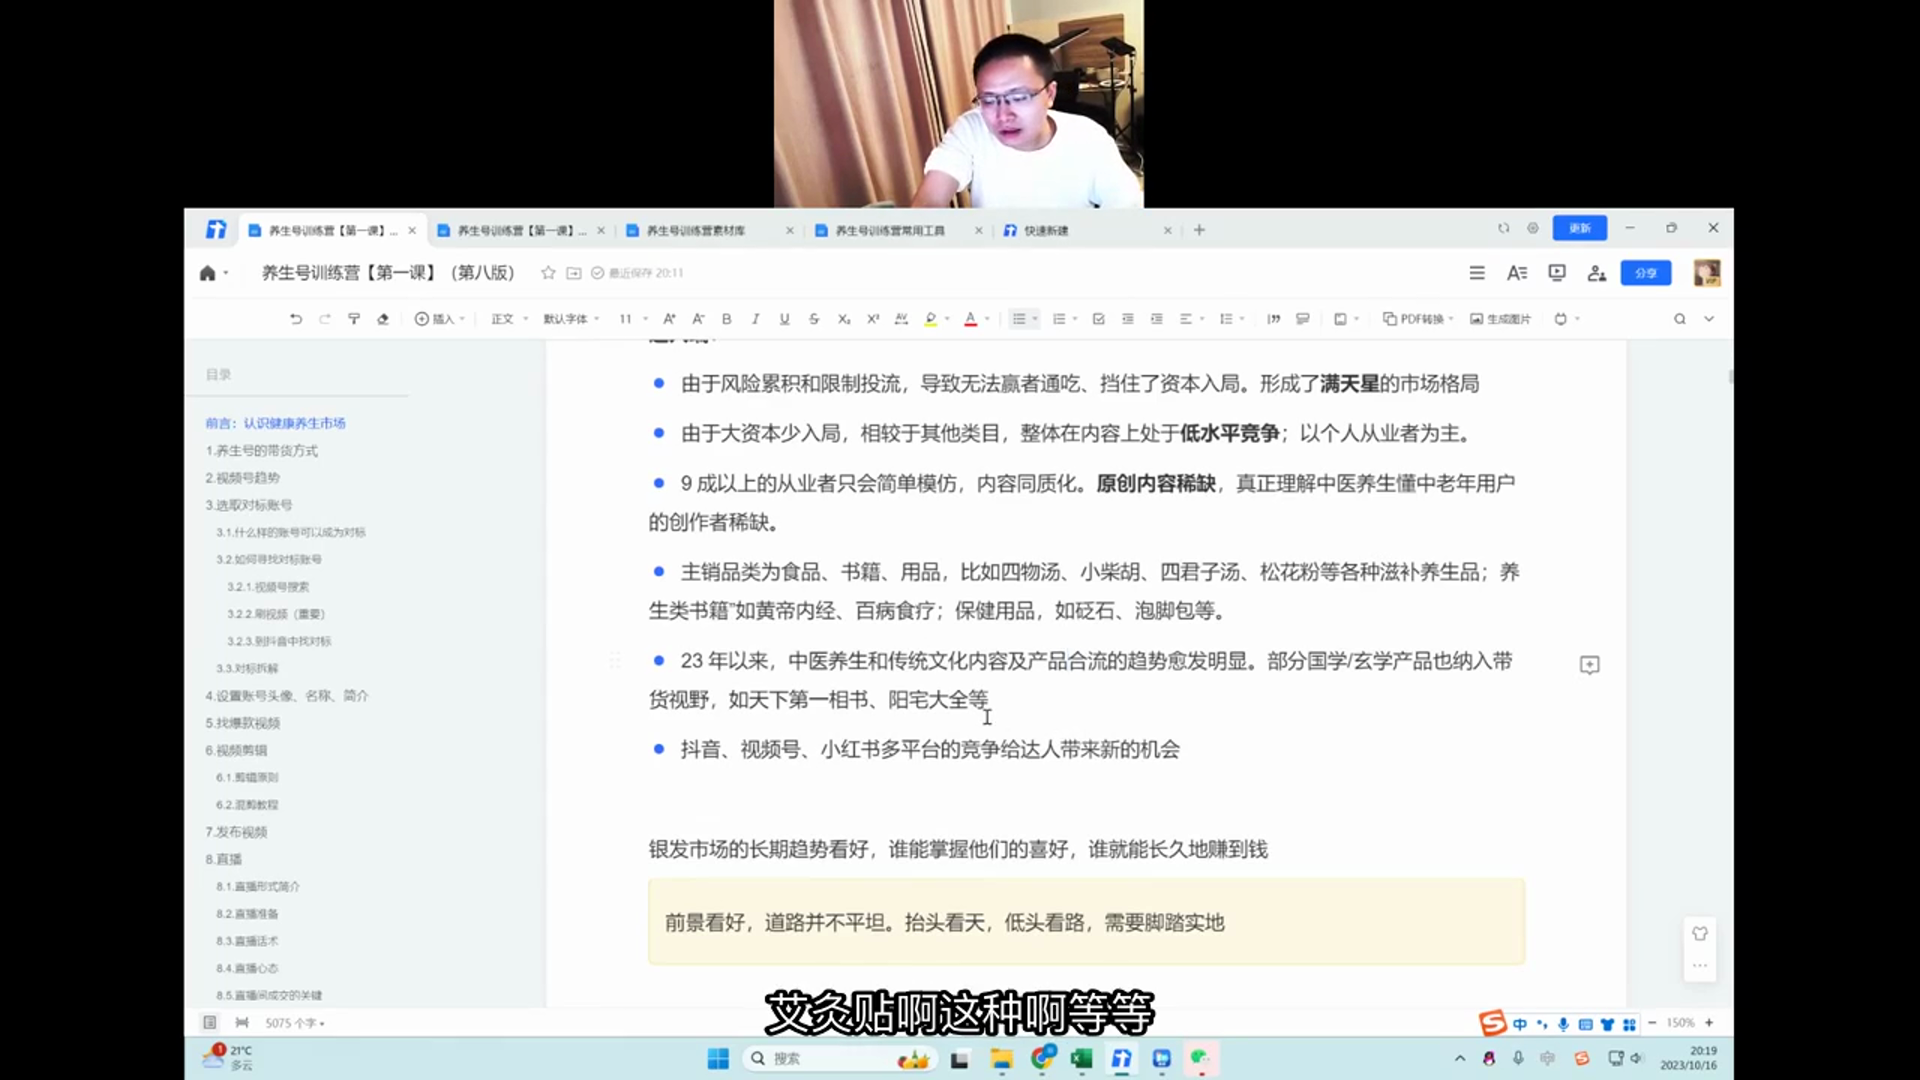 养生号训练营【第一课】...
养生号训练营【第一课】...
养生号训练营素材库
养生号训练营常用工具
快速新建
更新
养生号训练营【第一课】（第八版）
最近保存 20:11
分享
插入
正文
默认字体
11
PDF转换
生成图片
目录
前言：认识健康养生市场
1.养生号的带货方式
2.视频号趋势
3.选取对标账号
3.1.什么样的账号可以成为对标
3.2.如何寻找对标账号
3.2.1.视频号搜索
3.2.2.刷视频（重要）
3.2.3.到抖音中找对标
3.3.对标拆解
4.设置账号头像、名称、简介
5.找爆款视频
6.视频剪辑
6.1.剪辑原则
6.2.混剪教程
7.发布视频
8.直播
8.1.直播形式简介
8.2.直播准备
8.3.直播话术
8.4.直播心态
8.5.直播间成交的关键
由于风险累积和限制投流，导致无法赢者通吃、挡住了资本入局。形成了满天星的市场格局
由于大资本少入局，相较于其他类目，整体在内容上处于低水平竞争；以个人从业者为主。
9 成以上的从业者只会简单模仿，内容同质化。原创内容稀缺，真正理解中医养生懂中老年用户
的创作者稀缺。
主销品类为食品、书籍、用品，比如四物汤、小柴胡、四君子汤、松花粉等各种滋补养生品；养
生类书籍”如黄帝内经、百病食疗；保健用品，如砭石、泡脚包等。
23 年以来，中医养生和传统文化内容及产品合流的趋势愈发明显。部分国学/玄学产品也纳入带
货视野，如天下第一相书、阳宅大全等
抖音、视频号、小红书多平台的竞争给达人带来新的机会
银发市场的长期趋势看好，谁能掌握他们的喜好，谁就能长久地赚到钱
前景看好，道路并不平坦。抬头看天，低头看路，需要脚踏实地
艾灸贴啊这种啊等等
5075 个字
中
150%
1
21°C
多云
搜索
20:19
2023/10/16